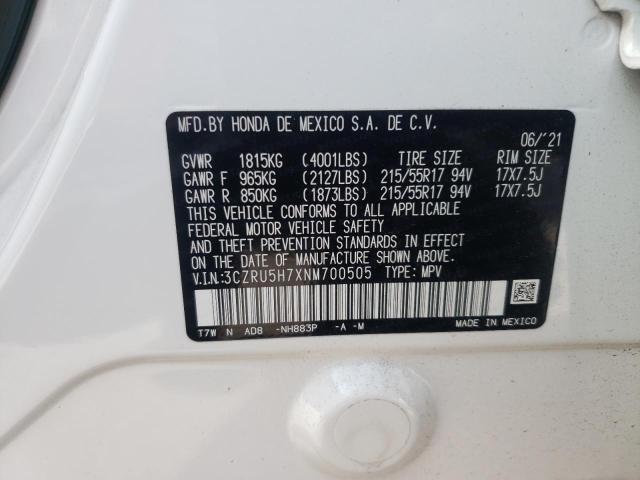 MFD.BY HONDA DE MEXICO S.A. DE C.V.
06/'21
GVWR 1815KG (4001LBS) TIRE SIZE RIM SIZE
GAWR F 965KG (2127LBS) 215/55R17 94V 17X7.5J
GAWR R 850KG (1873LBS) 215/55R17 94V 17X7.5J
THIS VEHICLE CONFORMS TO ALL APPLICABLE
FEDERAL MOTOR VEHICLE SAFETY
AND THEFT PREVENTION STANDARDS IN EFFECT
ON THE DATE OF MANUFACTURE SHOWN ABOVE.
V.I.N:3CZRU5H7XNM700505 TYPE: MPV
T7W N AD8 -NH883P -A -M MADE IN MEXICO